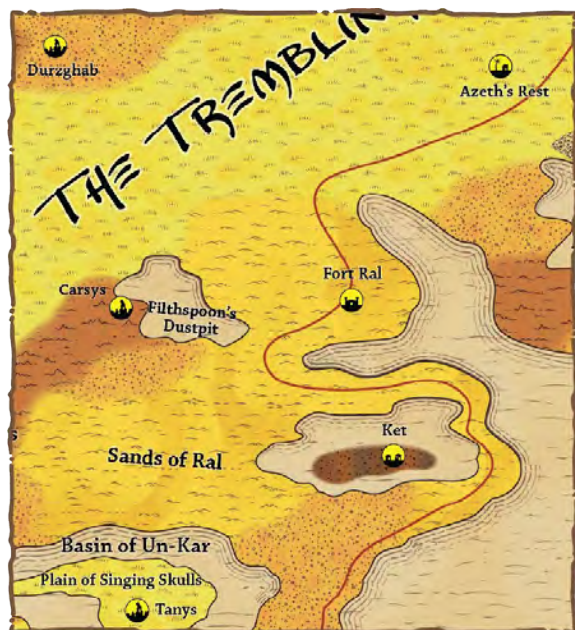 Durzghab
THE TREMBLIN
Azeth's Rest
Fort Ral
Carsys
Filthspoon's
Dustpit
Ket
Sands of Ral
s
Basin of Un-Kar
Plain of Singing Skulls
Tanys